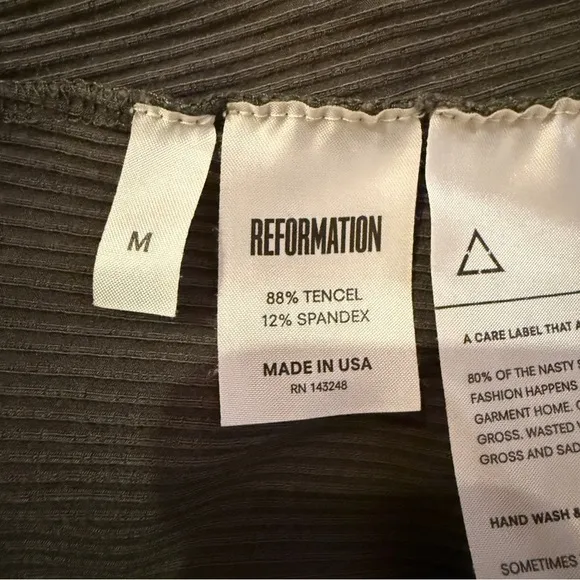 M
REFORMATION
88% TENCEL
12% SPANDEX
MADE IN USA
RN 143248
A CARE LABEL THAT
80% OF THE NASTY
FASHION HAPPENS
GARMENT HOME.
GROSS. WASTED
GROSS AND SAD
HAND WASH &
SOMETIMES